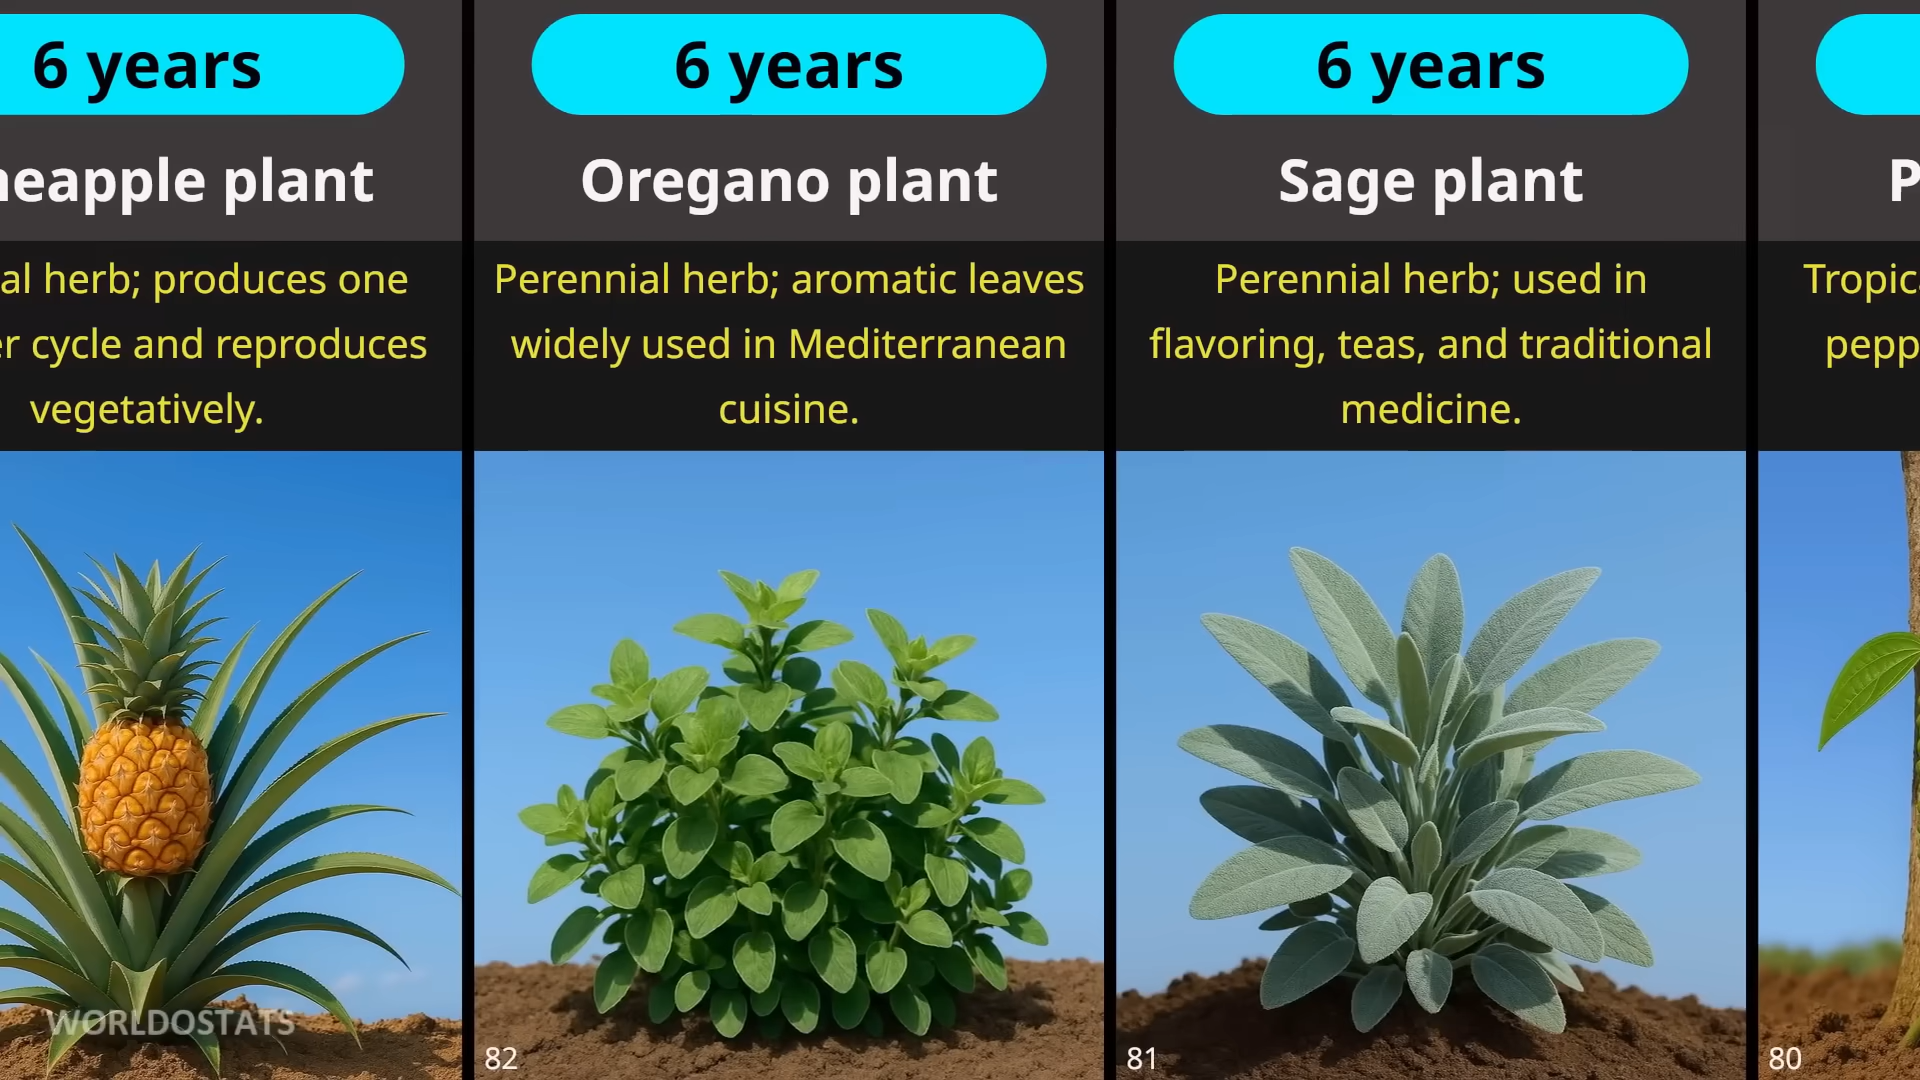 6 years
neapple plant
al herb; produces one
er cycle and reproduces
vegetatively.
WORLDOSTATS
6 years
Oregano plant
Perennial herb; aromatic leaves
widely used in Mediterranean
cuisine.
82
6 years
Sage plant
Perennial herb; used in
flavoring, teas, and traditional
medicine.
81
P
Tropic
pepp
80